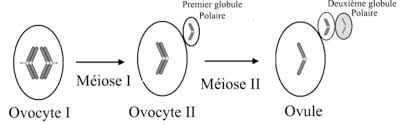 Premier globule
Polaire
Deuxième globule
Polaire
Méiose I
Méiose II
Ovocyte I
Ovocyte II
Ovule